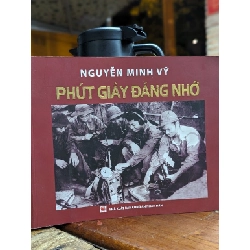 NGUYỄN MINH VỸ
PHÚT GIÂY ĐÁNG NHỚ